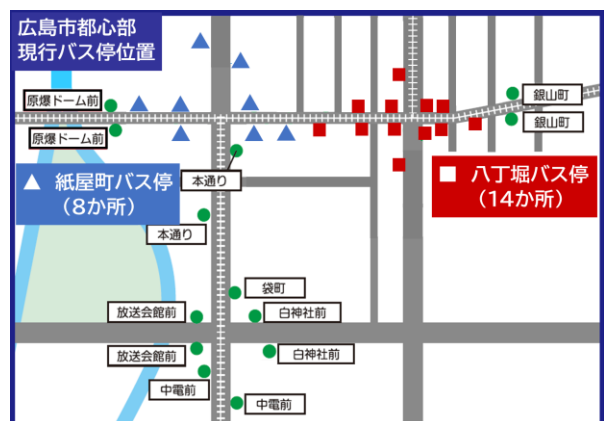 広島市都心部
現行バス停位置
原爆ドーム前
銀山町
原爆ドーム前
銀山町
▲ 紙屋町バス停
(8か所)
本通り
■ 八丁堀バス停
(14か所)
本通り
袋町
放送会館前
白神社前
放送会館前
白神社前
中電前
中電前